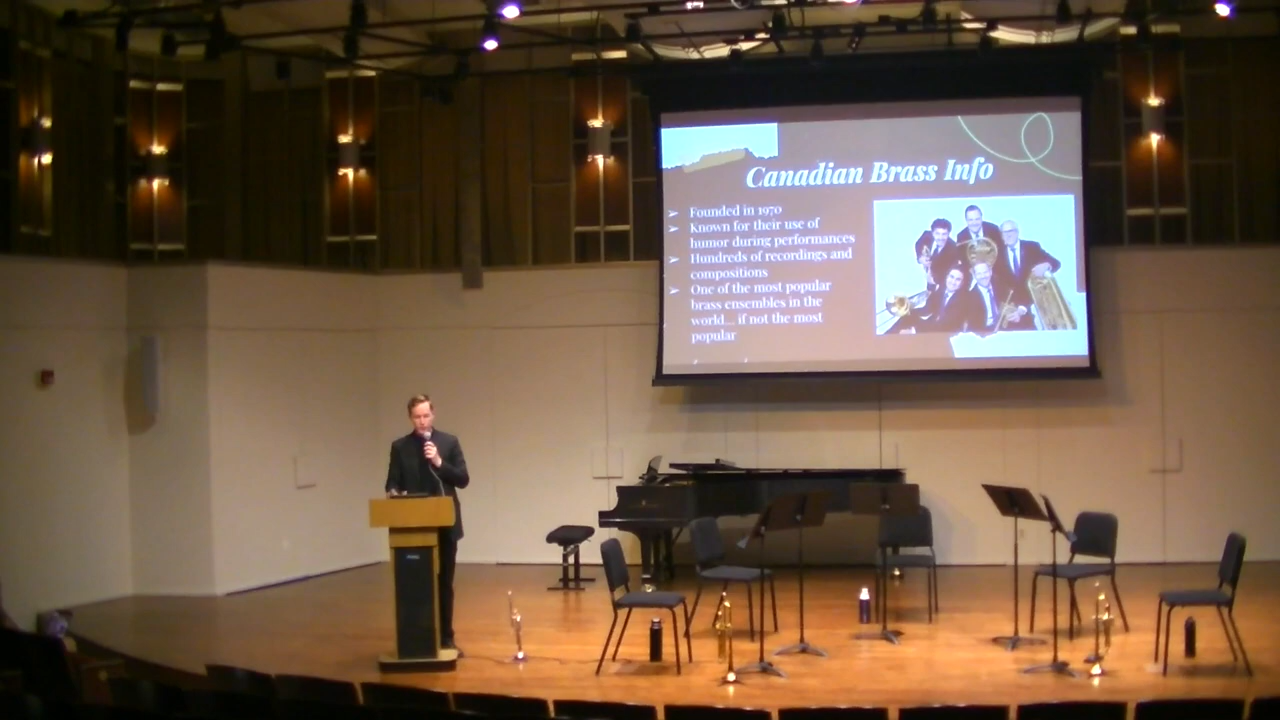 Canadian Brass Info
➢ Founded in 1970
➢ Known for their use of
humor during performances
➢ Hundreds of recordings and
compositions
➢ One of the most popular
brass ensembles in the
world... if not the most
popular